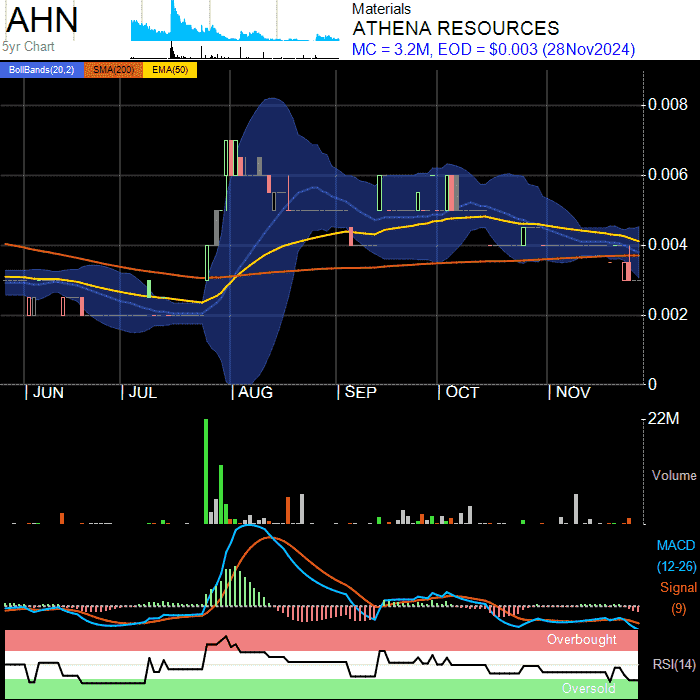 AHN
5yr Chart
Materials
ATHENA RESOURCES
MC = 3.2M, EOD = $0.003 (28Nov2024)
BollBands(20,2) SMA(200) EMA(50)
0.008
0.006
0.004
0.002
0
JUN JUL AUG SEP OCT NOV
22M
Volume
MACD
(12-26)
Signal
(9)
Overbought
RSI(14)
Oversold